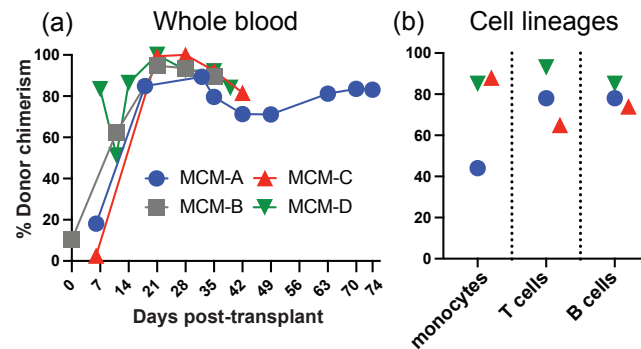 (a) Whole blood
% Donor chimerism
100
80
60
40
20
0
MCM-A MCM-C
MCM-B MCM-D
0 7 14 21 28 35 42 49 56 63 70 74
Days post-transplant
(b) Cell lineages
100
80
60
40
20
0
monocytes T cells B cells